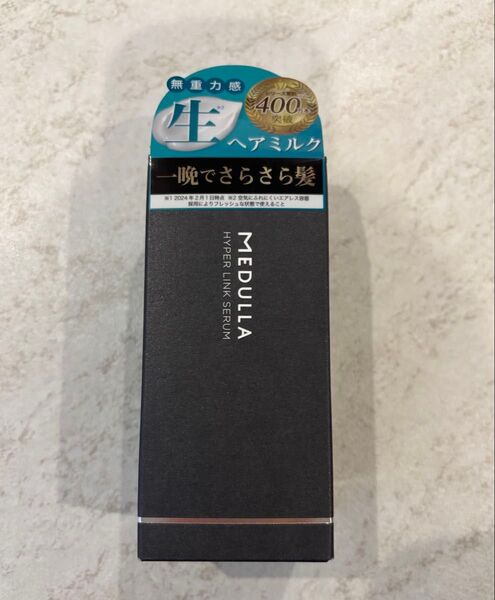 無重力感
生※2
ヘアミルク
400
突破
一晩でさらさら髪
※1 2024年2月1日時点 ※2 空気にふれにくいエアレス容器
採用によりフレッシュな状態で使えること
MEDULLA
HYPER LINK SERUM